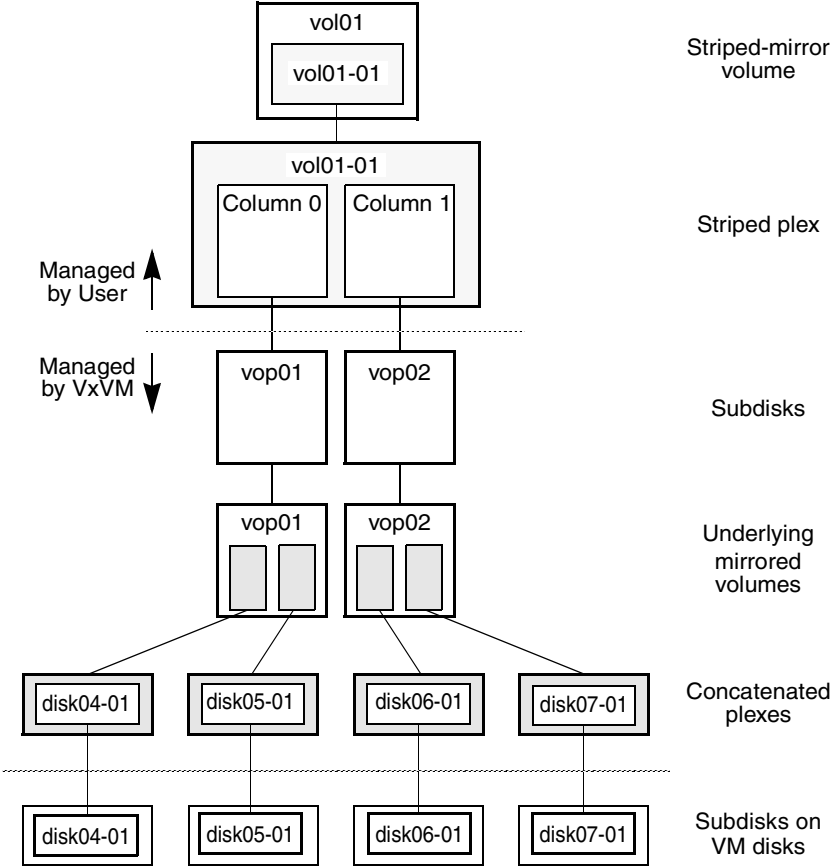 vol01
Striped-mirror
volume
vol01-01
vol01-01
Column 0
Column 1
Striped plex
Managed
by User
Managed
by VxVM
vop01
vop02
Subdisks
vop01
vop02
Underlying
mirrored
volumes
disk04-01
disk05-01
disk06-01
disk07-01
Concatenated
plexes
disk04-01
disk05-01
disk06-01
disk07-01
Subdisks on
VM disks